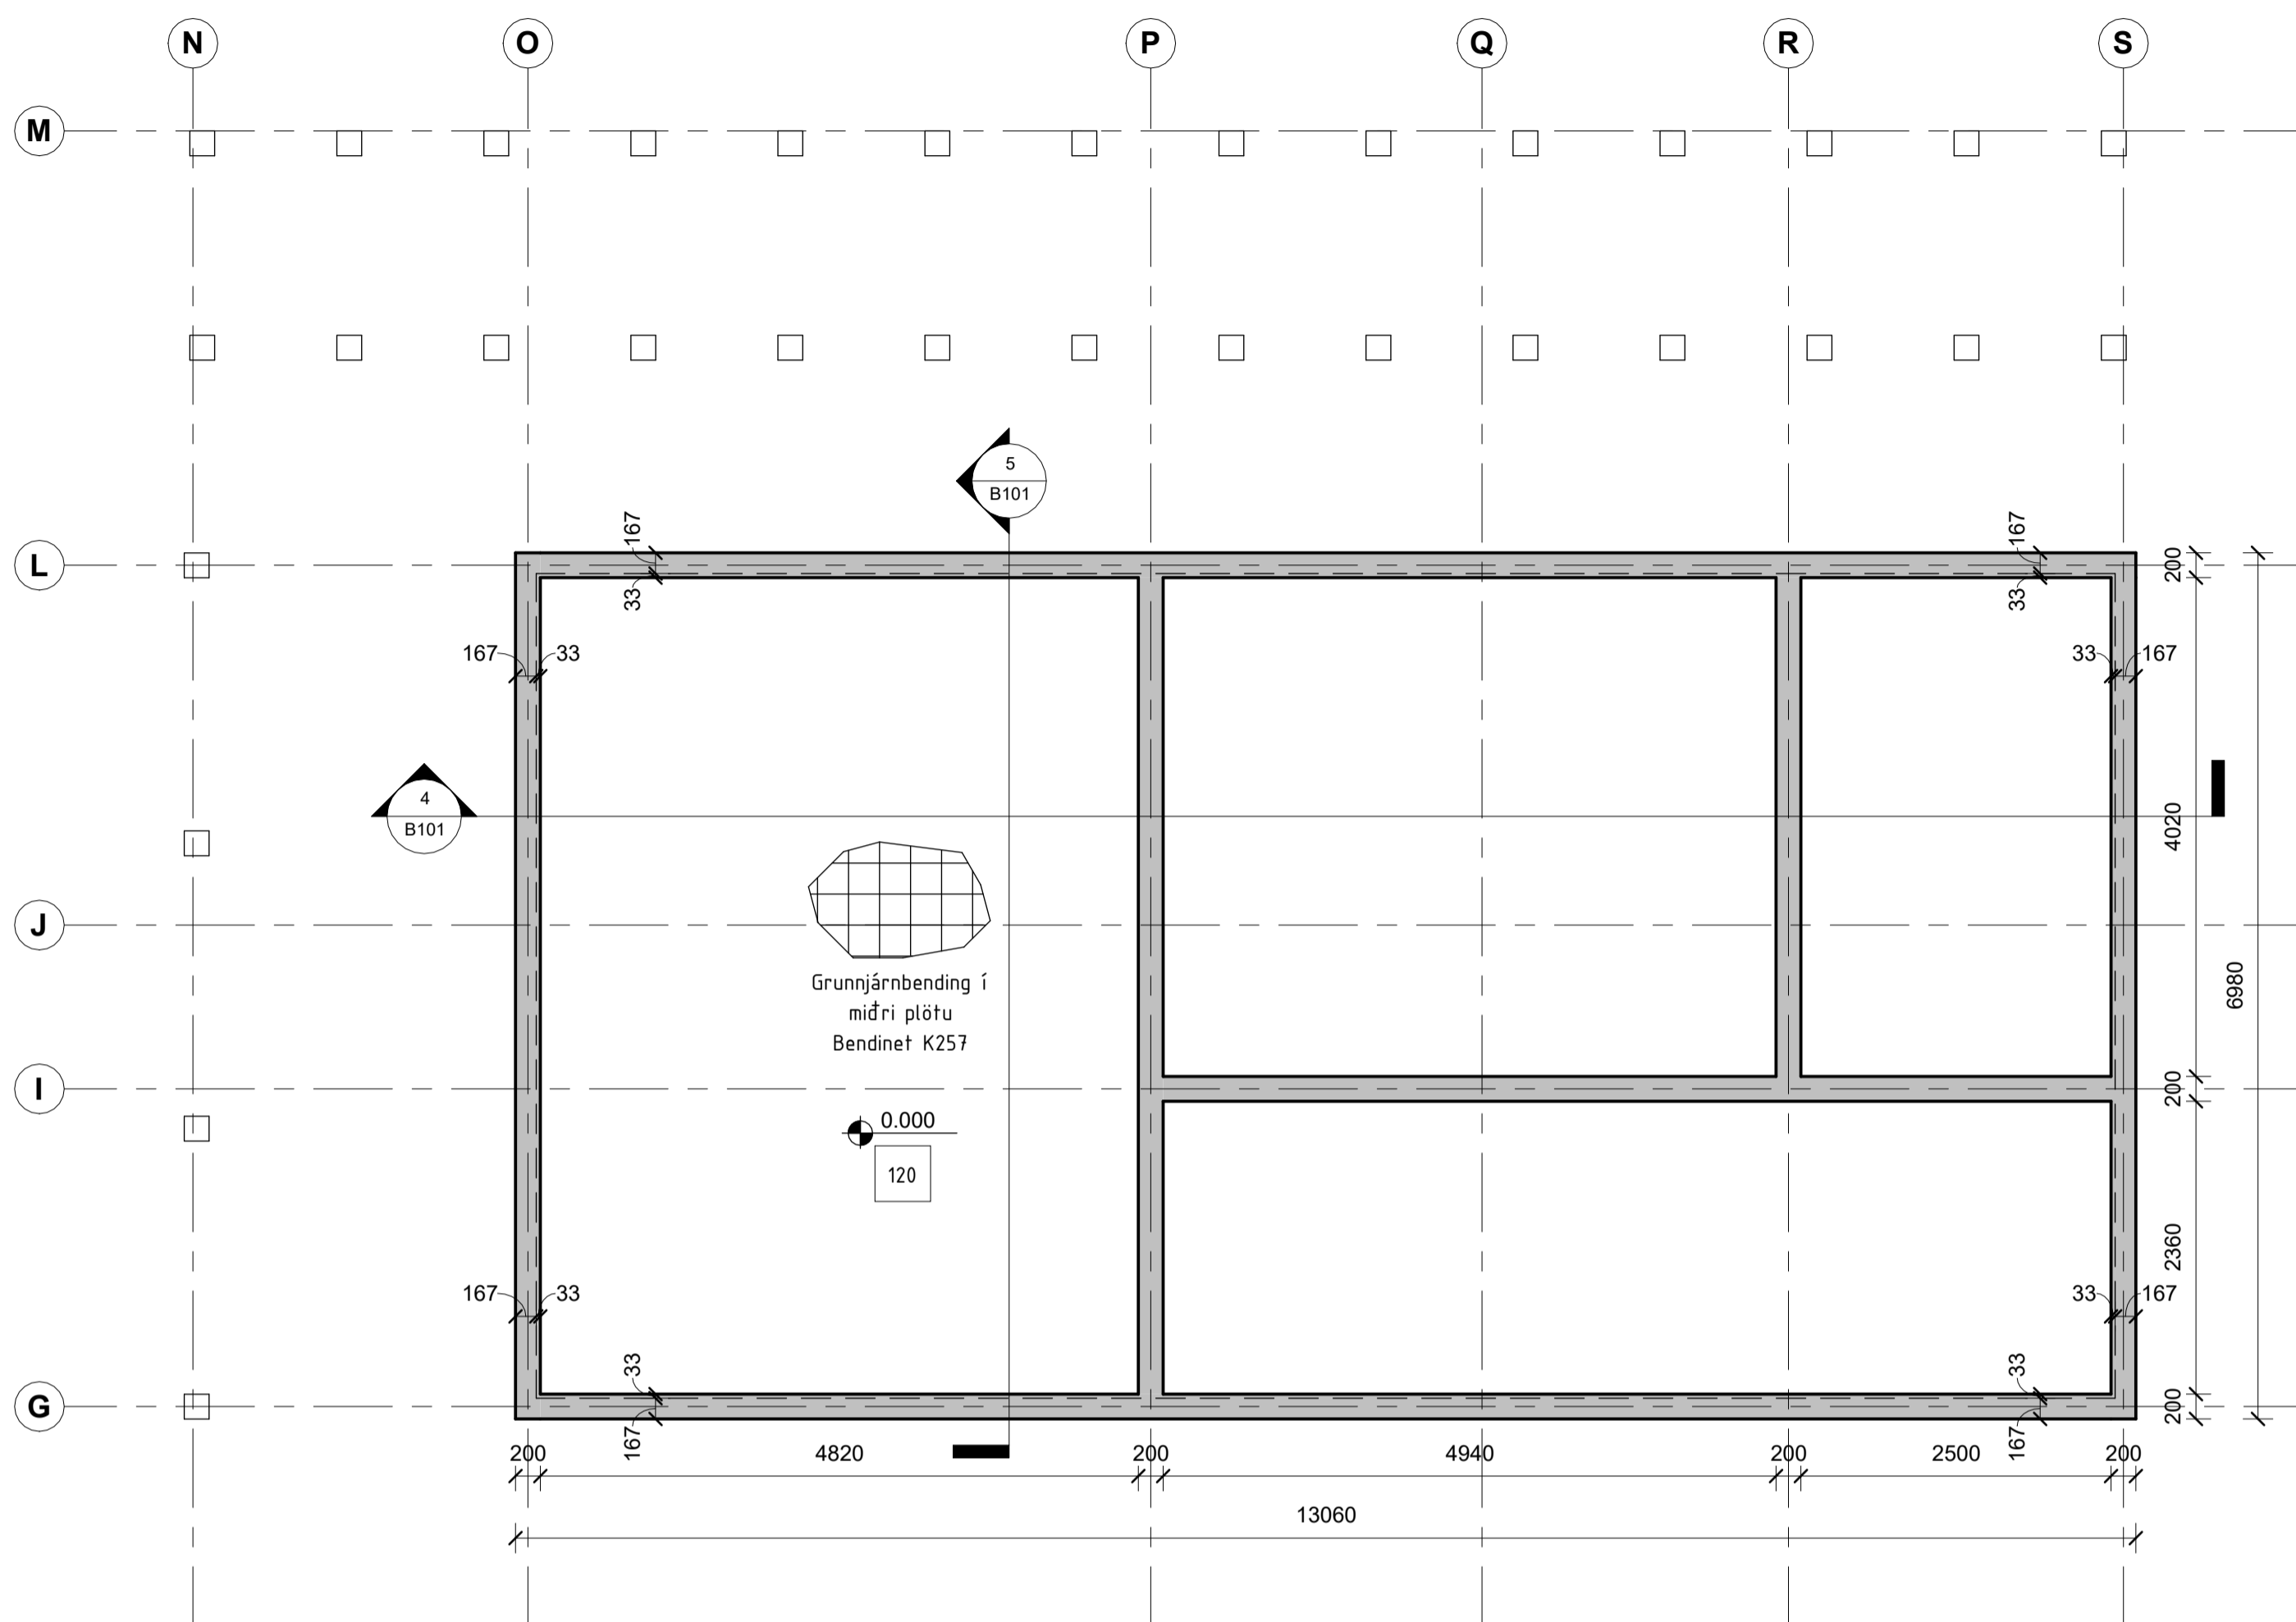 N O P Q R S
M
5
B101
167 167
L
200
33 33
167 33 33 167
4
B101
4020
J
Grunnjárnbending í
miðri plötu
Bendinet K257
6980
I
200
0.000
120
2360
167 33 33 167
33 33
G
200
167 167
200 4820 200 4940 200 2500 200
13060